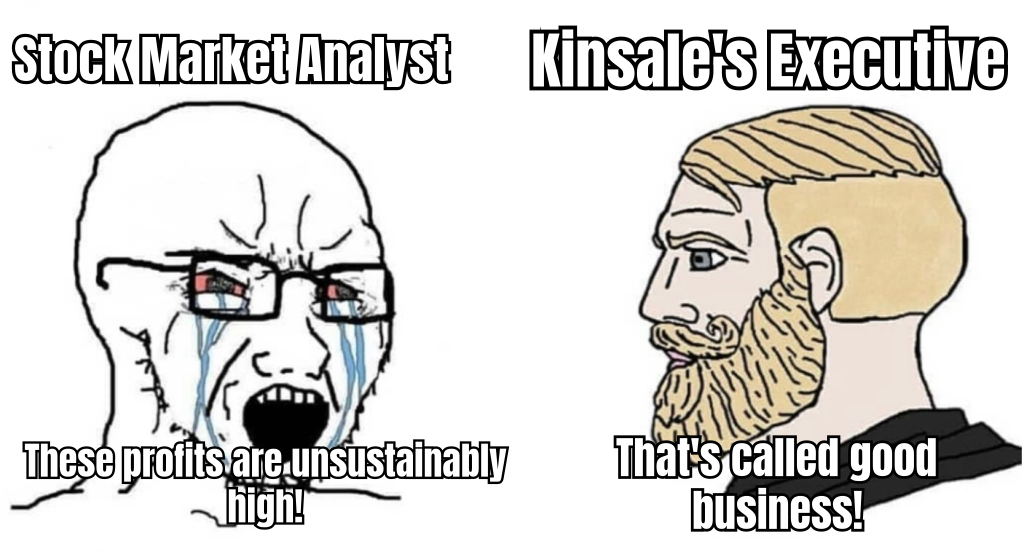 Stock Market Analyst
Kinsale's Executive
These profits are unsustainably
high!
That's called good
business!